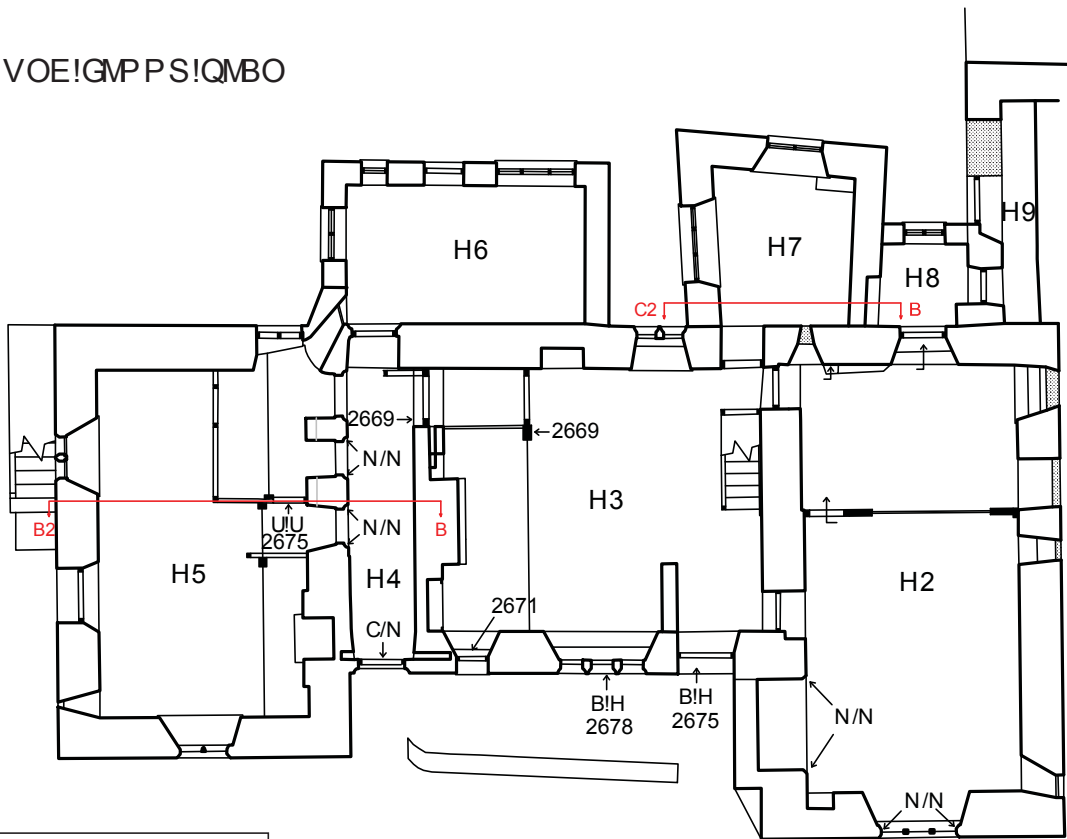 VOE!GMPPS!QMBO
H6
H7
H8
H9
C2
B
2669
2669
N/N
H3
B2
U!U
2675
N/N
B
H5
H4
H2
2671
C/N
B!H
2678
B!H
2675
N/N
N/N